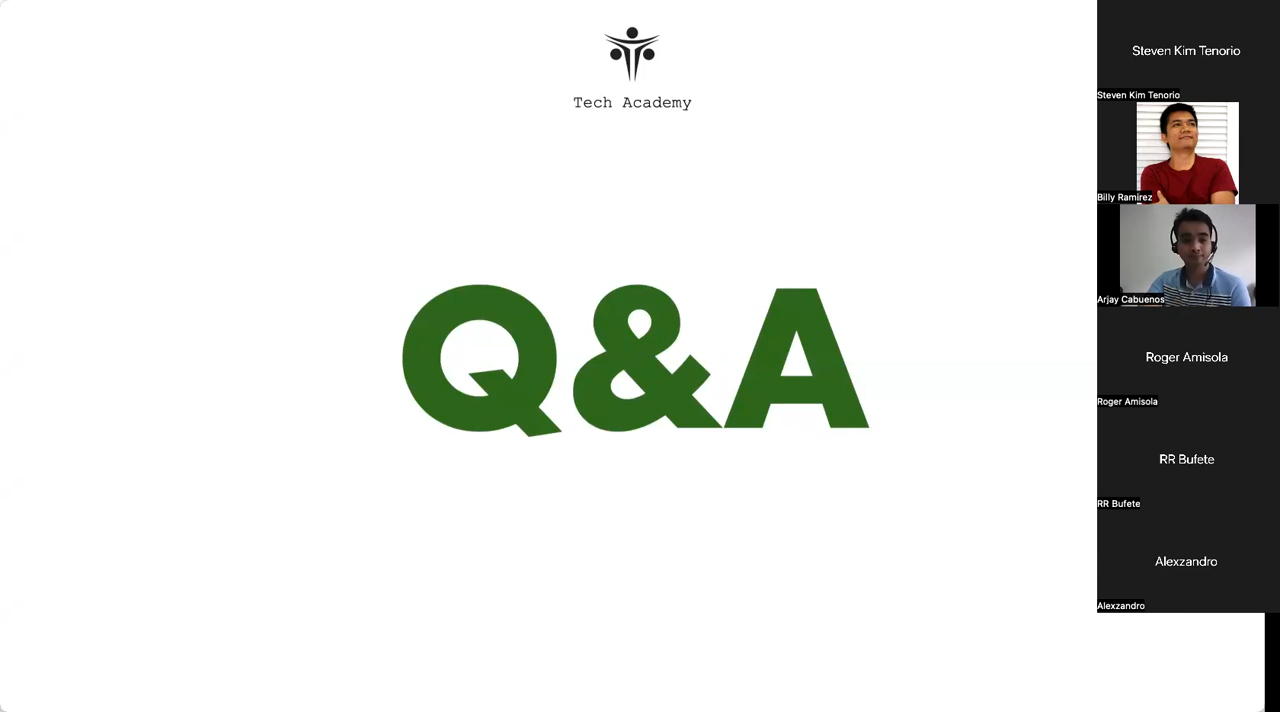 Tech Academy
Q&A
Steven Kim Tenorio
Steven Kim Tenorio
Billy Ramirez
Arjay Cabuenos
Roger Amisola
Roger Amisola
RR Bufete
RR Bufete
Alexzandro
Alexzandro